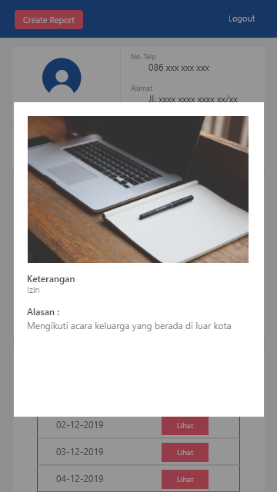 Create Report
Logout
No, Telp
086 xxx xxx xxx
Alamat
Jl. xxxx xxxx xxxx xx/xx
Keterangan
Izin
Alasan :
Mengikuti acara keluarga yang berada di luar kota
02-12-2019
Lihat
03-12-2019
Lihat
04-12-2019
Lihat